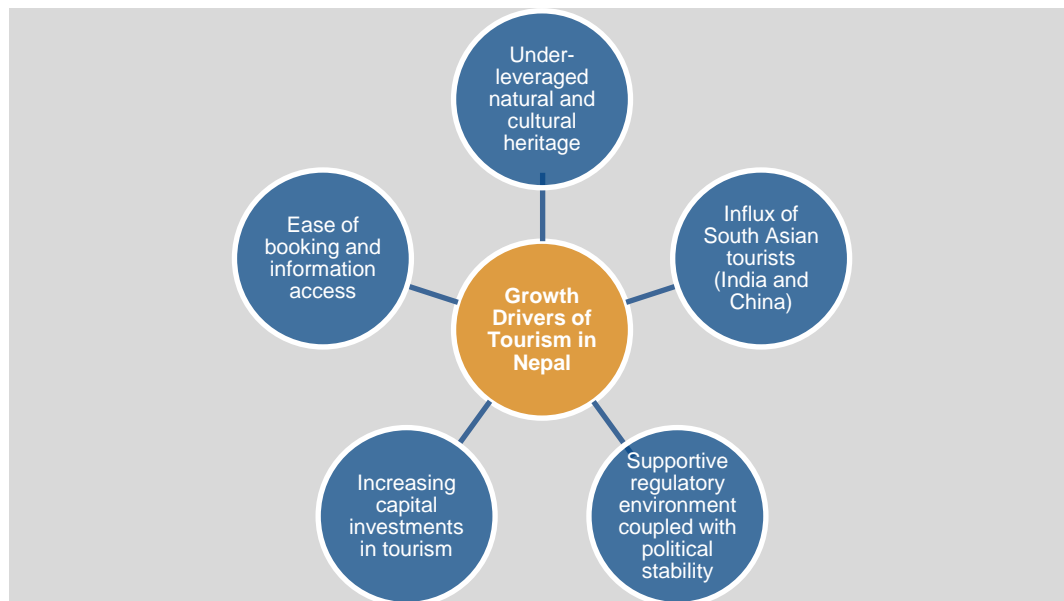 Under-
leveraged
natural and
cultural
heritage
Influx of
South Asian
tourists
(India and
China)
Supportive
regulatory
environment
coupled with
political
stability
Increasing
capital
investments
in tourism
Ease of
booking and
information
access
Growth
Drivers of
Tourism in
Nepal